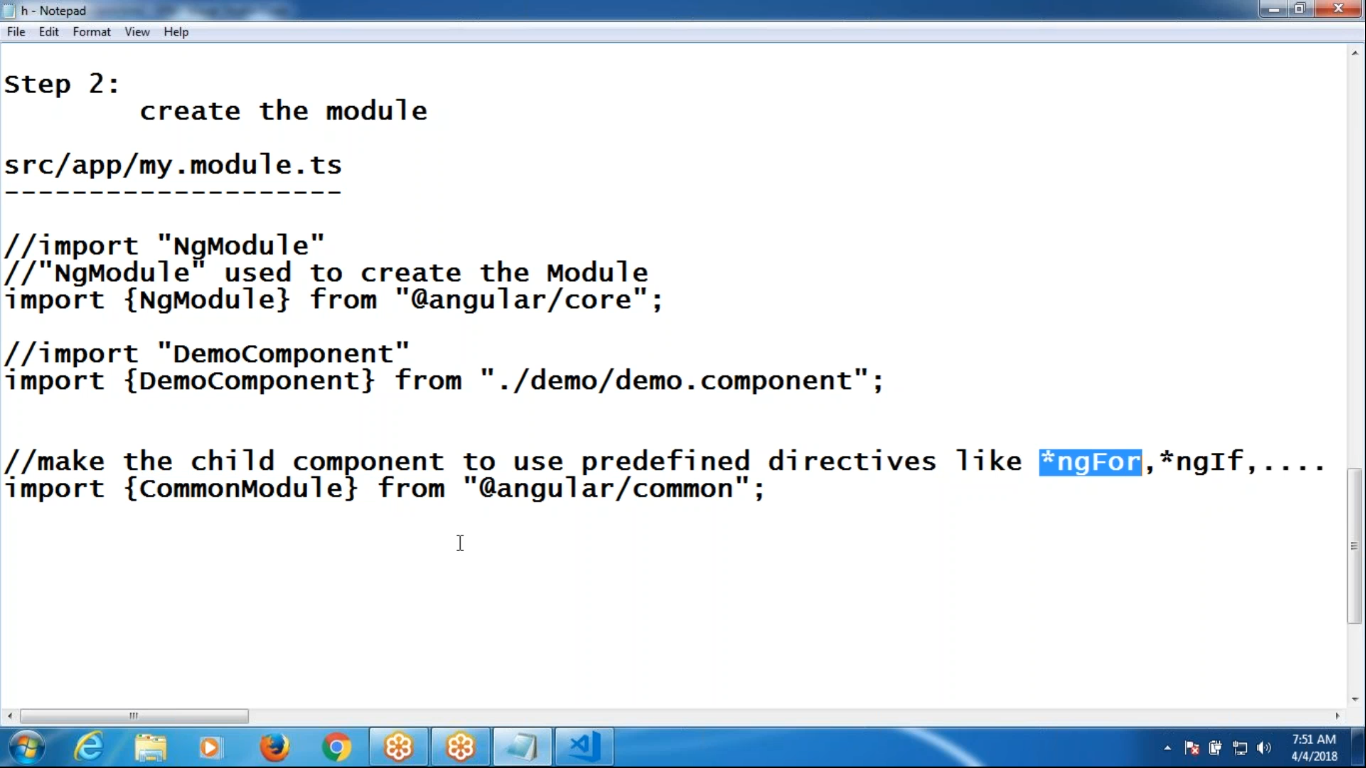 h - Notepad
File Edit Format View Help
Step 2:
create the module
src/app/my.module.ts
--------------------
//import "NgModule"
//"NgModule" used to create the Module
import {NgModule} from "@angular/core";
//import "DemoComponent"
import {DemoComponent} from "./demo/demo.component";
//make the child component to use predefined directives like *ngFor,*ngIf,....
import {CommonModule} from "@angular/common";
7:51 AM
4/4/2018